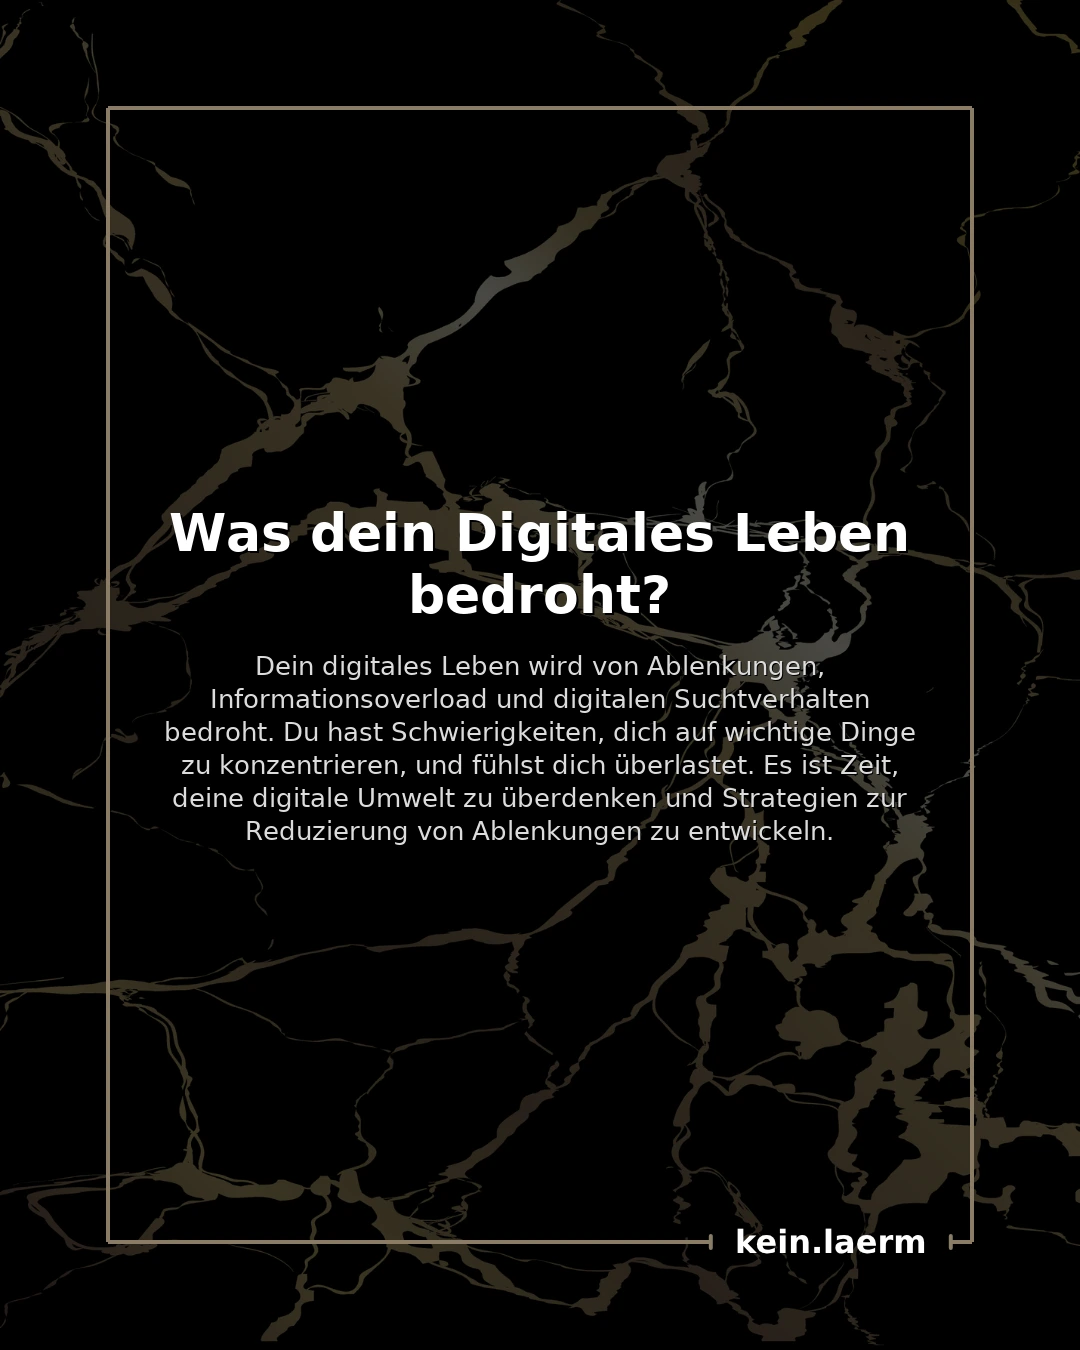 Was dein Digitales Leben
bedroht?
Dein digitales Leben wird von Ablenkungen,
Informationsoverload und digitalen Suchtverhalten
bedroht. Du hast Schwierigkeiten, dich auf wichtige Dinge
zu konzentrieren, und fühlst dich überlastet. Es ist Zeit,
deine digitale Umwelt zu überdenken und Strategien zur
Reduzierung von Ablenkungen zu entwickeln.
kein.laerm